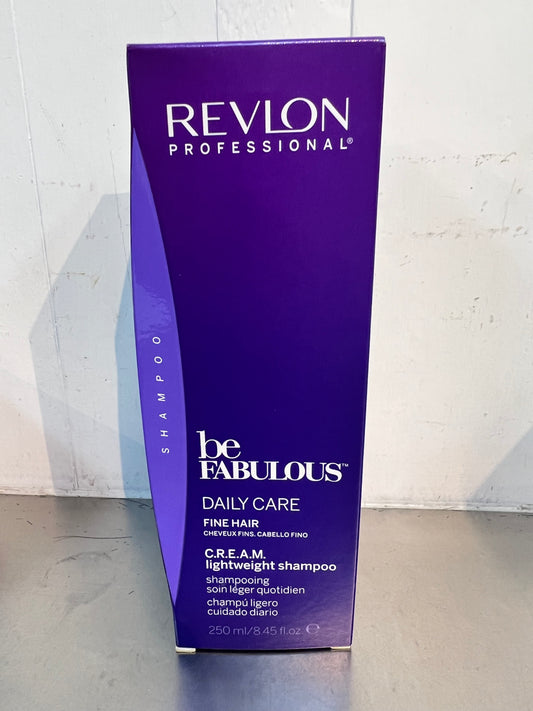 REVLON
PROFESSIONAL®
SHAMPOO
be
FABULOUS™
DAILY CARE
FINE HAIR
CHEVEUX FINS. CABELLO FINO
C.R.E.A.M.
lightweight shampoo
shampooing
soin léger quotidien
champú ligero
cuidado diario
250 ml/8.45 fl.oz ℮